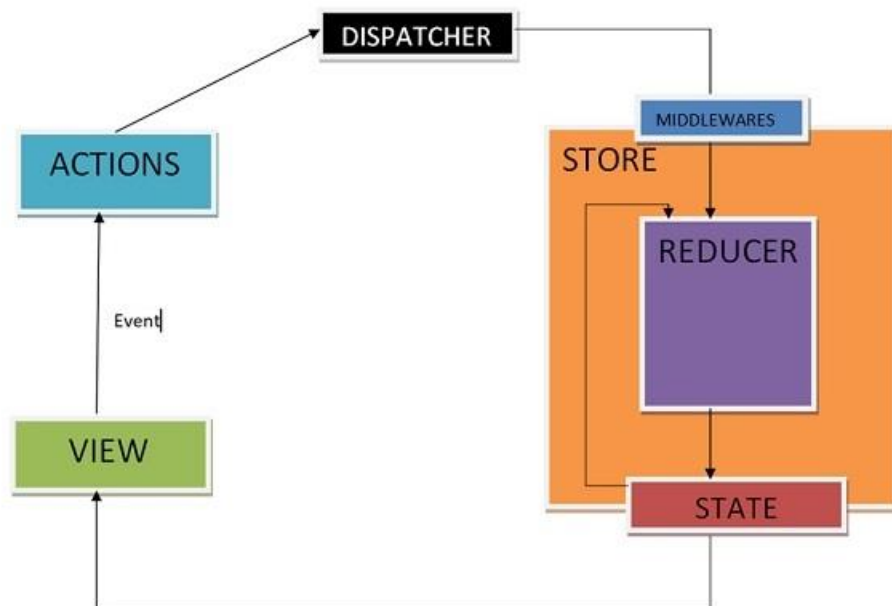 DISPATCHER
MIDDLEWARES
ACTIONS
STORE
REDUCER
Event
VIEW
STATE